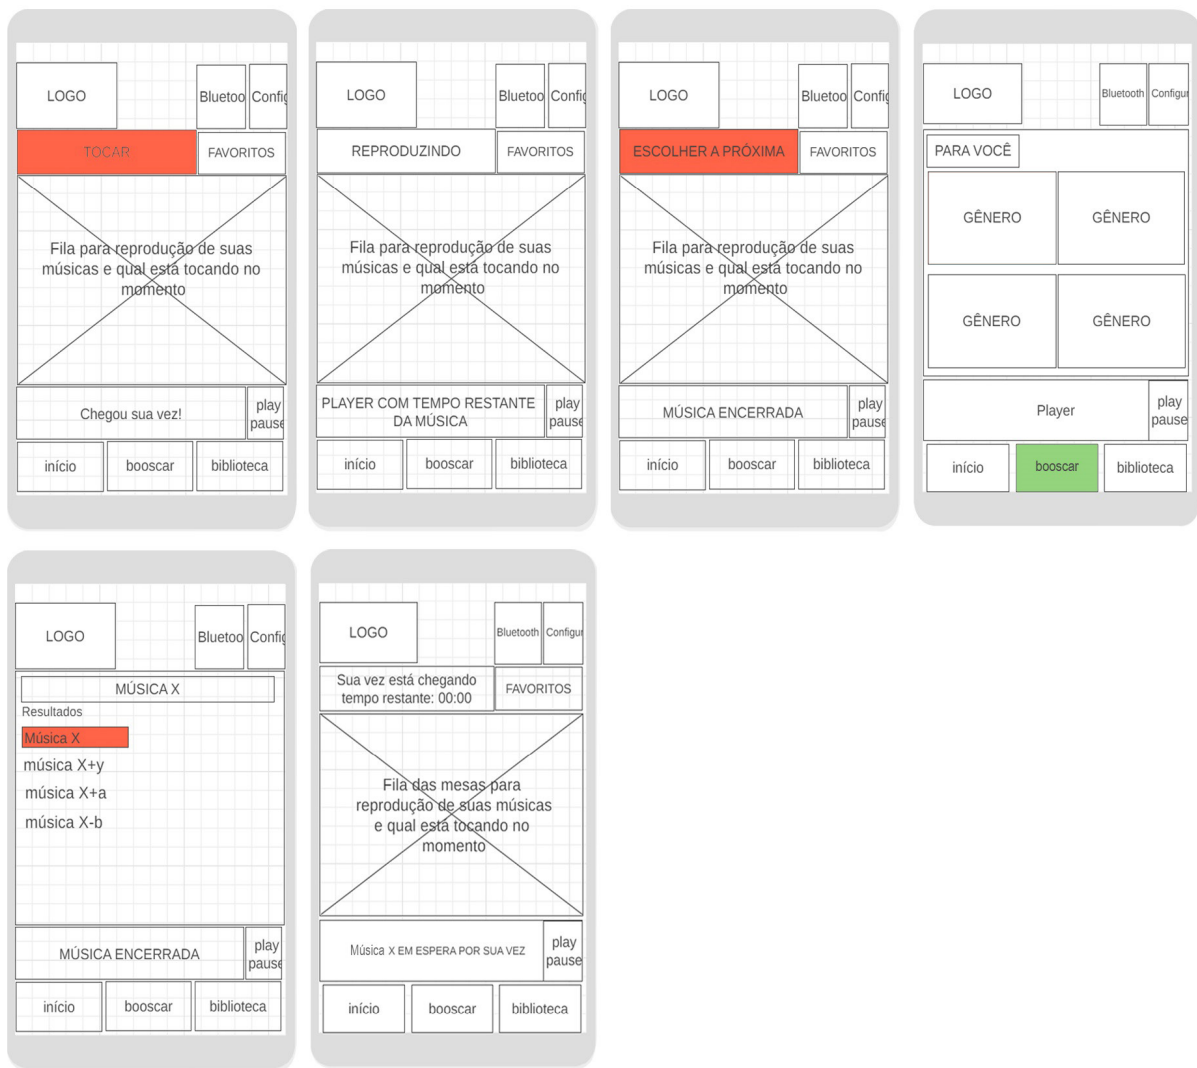 LOGO
Bluetoo
Config
TOCAR
FAVORITOS
Fila para reprodução de suas
músicas e qual está tocando no
momento
Chegou sua vez!
play
pause
início
booscar
biblioteca
LOGO
Bluetoo
Config
REPRODUZINDO
FAVORITOS
Fila para reprodução de suas
músicas e qual está tocando no
momento
PLAYER COM TEMPO RESTANTE
DA MÚSICA
play
pause
início
booscar
biblioteca
LOGO
Bluetoo
Config
ESCOLHER A PRÓXIMA
FAVORITOS
Fila para reprodução de suas
músicas e qual está tocando no
momento
MÚSICA ENCERRADA
play
pause
início
booscar
biblioteca
LOGO
Bluetooth
Configur
PARA VOCÊ
GÊNERO
GÊNERO
GÊNERO
GÊNERO
Player
play
pause
início
booscar
biblioteca
LOGO
Bluetoo
Config
MÚSICA X
Resultados
Música X
música X+y
música X+a
música X-b
MÚSICA ENCERRADA
play
pause
início
booscar
biblioteca
LOGO
Bluetooth
Configur
Sua vez está chegando
tempo restante: 00:00
FAVORITOS
Fila das mesas para
reprodução de suas músicas
e qual está tocando no
momento
Música X EM ESPERA POR SUA VEZ
play
pause
início
booscar
biblioteca